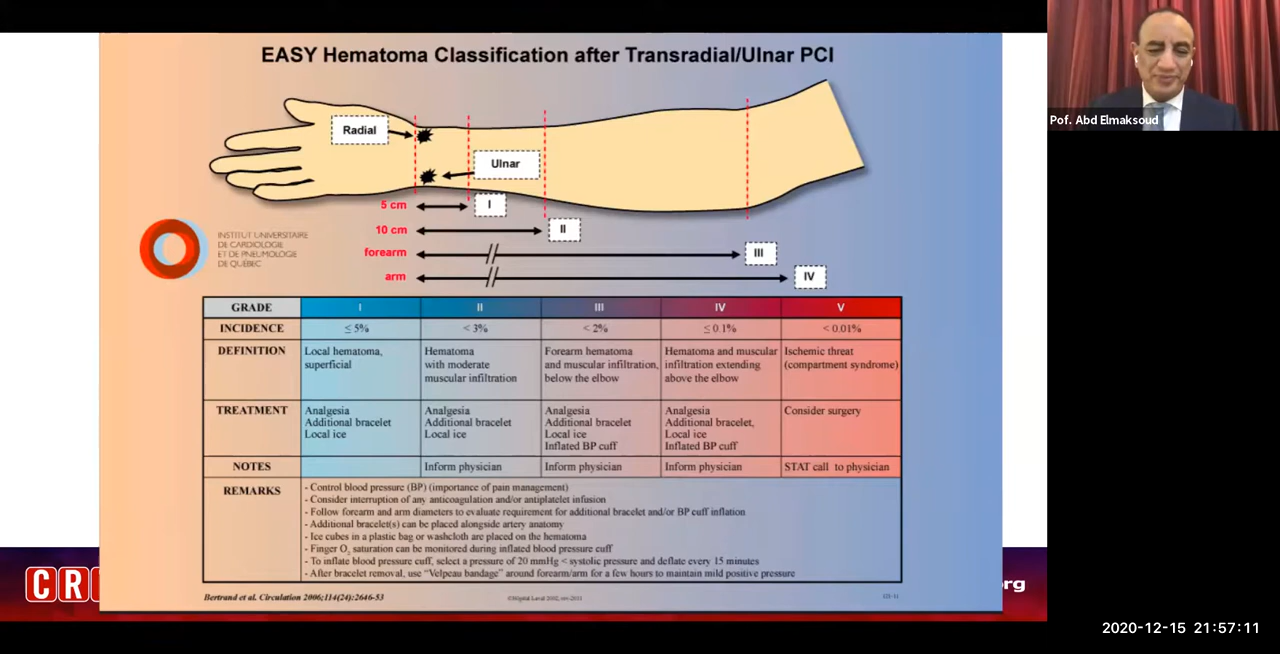 EASY Hematoma Classification after Transradial/Ulnar PCI
Pof. Abd Elmaksoud
Radial
Ulnar
5 cm
I
10 cm
II
forearm
III
arm
IV
INSTITUT UNIVERSITAIRE
DE CARDIOLOGIE
ET DE PNEUMOLOGIE
DE QUÉBEC
GRADE I II III IV V
INCIDENCE ≤ 5% < 3% < 2% ≤ 0.1% < 0.01%
DEFINITION Local hematoma, Hematoma Forearm hematoma Hematoma and muscular Ischemic threat
superficial with moderate and muscular infiltration, infiltration extending (compartment syndrome)
muscular infiltration below the elbow above the elbow
TREATMENT Analgesia Analgesia Analgesia Analgesia Consider surgery
Additional bracelet Additional bracelet Additional bracelet Additional bracelet,
Local ice Local ice Local ice Local ice
Inflated BP cuff Inflated BP cuff
NOTES Inform physician Inform physician Inform physician STAT call to physician
REMARKS - Control blood pressure (BP) (importance of pain management)
- Consider interruption of any anticoagulation and/or antiplatelet infusion
- Follow forearm and arm diameters to evaluate requirement for additional bracelet and/or BP cuff inflation
- Additional bracelet(s) can be placed alongside artery anatomy
- Ice cubes in a plastic bag or washcloth are placed on the hematoma
- Finger O2 saturation can be monitored during inflated blood pressure cuff
- To inflate blood pressure cuff, select a pressure of 20 mmHg < systolic pressure and deflate every 15 minutes
- After bracelet removal, use "Velpeau bandage" around forearm/arm for a few hours to maintain mild positive pressure
Bertrand et al. Circulation 2006;114(24):2646-53
CR
rg
2020-12-15 21:57:11